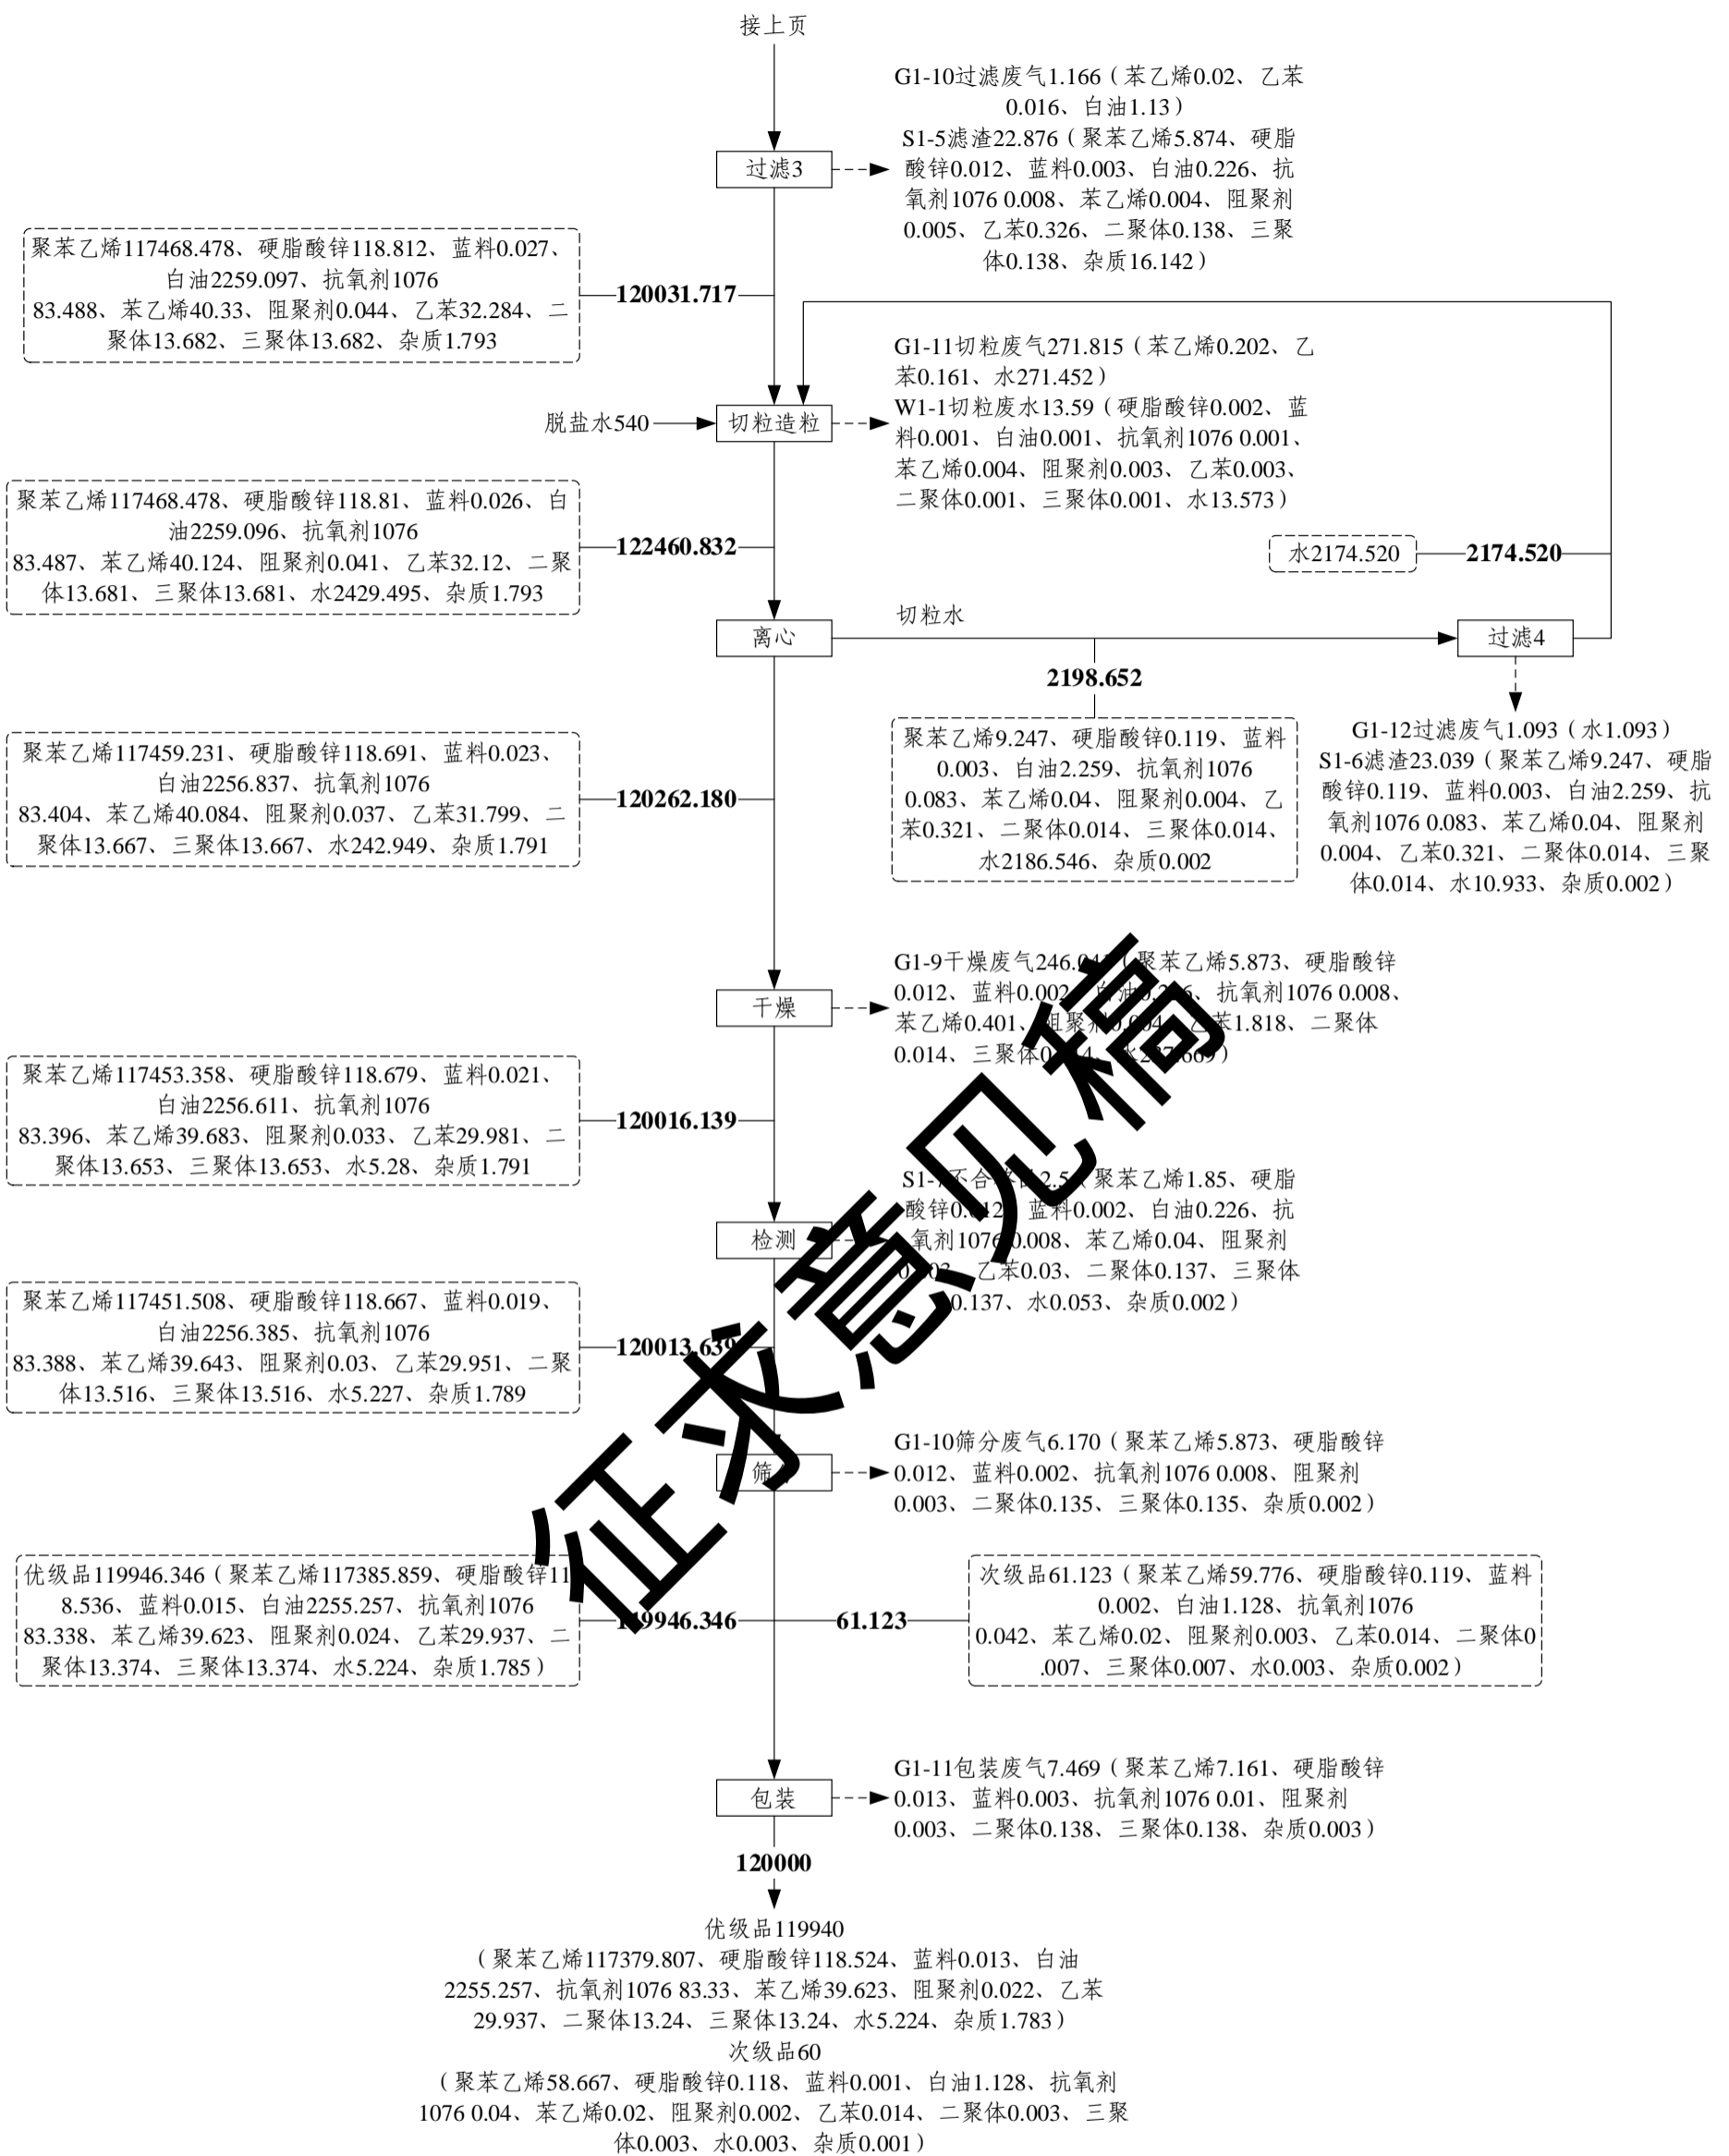 接上页
G1-10过滤废气1.166（苯乙烯0.02、乙苯
0.016、白油1.13）
S1-5滤渣22.876（聚苯乙烯5.874、硬脂
酸锌0.012、蓝料0.003、白油0.226、抗
氧剂1076 0.008、苯乙烯0.004、阻聚剂
0.005、乙苯0.326、二聚体0.138、三聚
体0.138、杂质16.142）
过滤3
聚苯乙烯117468.478、硬脂酸锌118.812、蓝料0.027、
白油2259.097、抗氧剂1076
83.488、苯乙烯40.33、阻聚剂0.044、乙苯32.284、二
聚体13.682、三聚体13.682、杂质1.793
120031.717
G1-11切粒废气271.815（苯乙烯0.202、乙
苯0.161、水271.452）
W1-1切粒废水13.59（硬脂酸锌0.002、蓝
料0.001、白油0.001、抗氧剂1076 0.001、
苯乙烯0.004、阻聚剂0.003、乙苯0.003、
二聚体0.001、三聚体0.001、水13.573）
脱盐水540
切粒造粒
聚苯乙烯117468.478、硬脂酸锌118.81、蓝料0.026、白
油2259.096、抗氧剂1076
83.487、苯乙烯40.124、阻聚剂0.041、乙苯32.12、二聚
体13.681、三聚体13.681、水2429.495、杂质1.793
122460.832
水2174.520
2174.520
离心
切粒水
过滤4
2198.652
聚苯乙烯9.247、硬脂酸锌0.119、蓝料
0.003、白油2.259、抗氧剂1076
0.083、苯乙烯0.04、阻聚剂0.004、乙
苯0.321、二聚体0.014、三聚体0.014、
水2186.546、杂质0.002
G1-12过滤废气1.093（水1.093）
S1-6滤渣23.039（聚苯乙烯9.247、硬脂
酸锌0.119、蓝料0.003、白油2.259、抗
氧剂1076 0.083、苯乙烯0.04、阻聚剂
0.004、乙苯0.321、二聚体0.014、三聚
体0.014、水10.933、杂质0.002）
聚苯乙烯117459.231、硬脂酸锌118.691、蓝料0.023、
白油2256.837、抗氧剂1076
83.404、苯乙烯40.084、阻聚剂0.037、乙苯31.799、二
聚体13.667、三聚体13.667、水242.949、杂质1.791
120262.180
G1-9干燥废气（聚苯乙烯5.873、硬脂酸锌
0.012、蓝料0.002、抗氧剂1076 0.008、
苯乙烯0.401、乙苯1.818、二聚体
0.014、三聚体
干燥
聚苯乙烯117453.358、硬脂酸锌118.679、蓝料0.021、
白油2256.611、抗氧剂1076
83.396、苯乙烯39.683、阻聚剂0.033、乙苯29.981、二
聚体13.653、三聚体13.653、水5.28、杂质1.791
120016.139
聚苯乙烯1.85、硬脂
酸锌 蓝料0.002、白油0.226、抗
氧剂1076 0.008、苯乙烯0.04、阻聚剂
乙苯0.03、二聚体0.137、三聚体
0.137、水0.053、杂质0.002）
检测
聚苯乙烯117451.508、硬脂酸锌118.667、蓝料0.019、
白油2256.385、抗氧剂1076
83.388、苯乙烯39.643、阻聚剂0.03、乙苯29.951、二聚
体13.516、三聚体13.516、水5.227、杂质1.789
120013.639
G1-10筛分废气6.170（聚苯乙烯5.873、硬脂酸锌
0.012、蓝料0.002、抗氧剂1076 0.008、阻聚剂
0.003、二聚体0.135、三聚体0.135、杂质0.002）
优级品119946.346（聚苯乙烯117385.859、硬脂酸锌11
8.536、蓝料0.015、白油2255.257、抗氧剂1076
83.338、苯乙烯39.623、阻聚剂0.024、乙苯29.937、二
聚体13.374、三聚体13.374、水5.224、杂质1.785）
119946.346
61.123
次级品61.123（聚苯乙烯59.776、硬脂酸锌0.119、蓝料
0.002、白油1.128、抗氧剂1076
0.042、苯乙烯0.02、阻聚剂0.003、乙苯0.014、二聚体0
.007、三聚体0.007、水0.003、杂质0.002）
G1-11包装废气7.469（聚苯乙烯7.161、硬脂酸锌
0.013、蓝料0.003、抗氧剂1076 0.01、阻聚剂
0.003、二聚体0.138、三聚体0.138、杂质0.003）
包装
120000
优级品119940
（聚苯乙烯117379.807、硬脂酸锌118.524、蓝料0.013、白油
2255.257、抗氧剂1076 83.33、苯乙烯39.623、阻聚剂0.022、乙苯
29.937、二聚体13.24、三聚体13.24、水5.224、杂质1.783）
次级品60
（聚苯乙烯58.667、硬脂酸锌0.118、蓝料0.001、白油1.128、抗氧剂
1076 0.04、苯乙烯0.02、阻聚剂0.002、乙苯0.014、二聚体0.003、三聚
体0.003、水0.003、杂质0.001）
征求意见稿